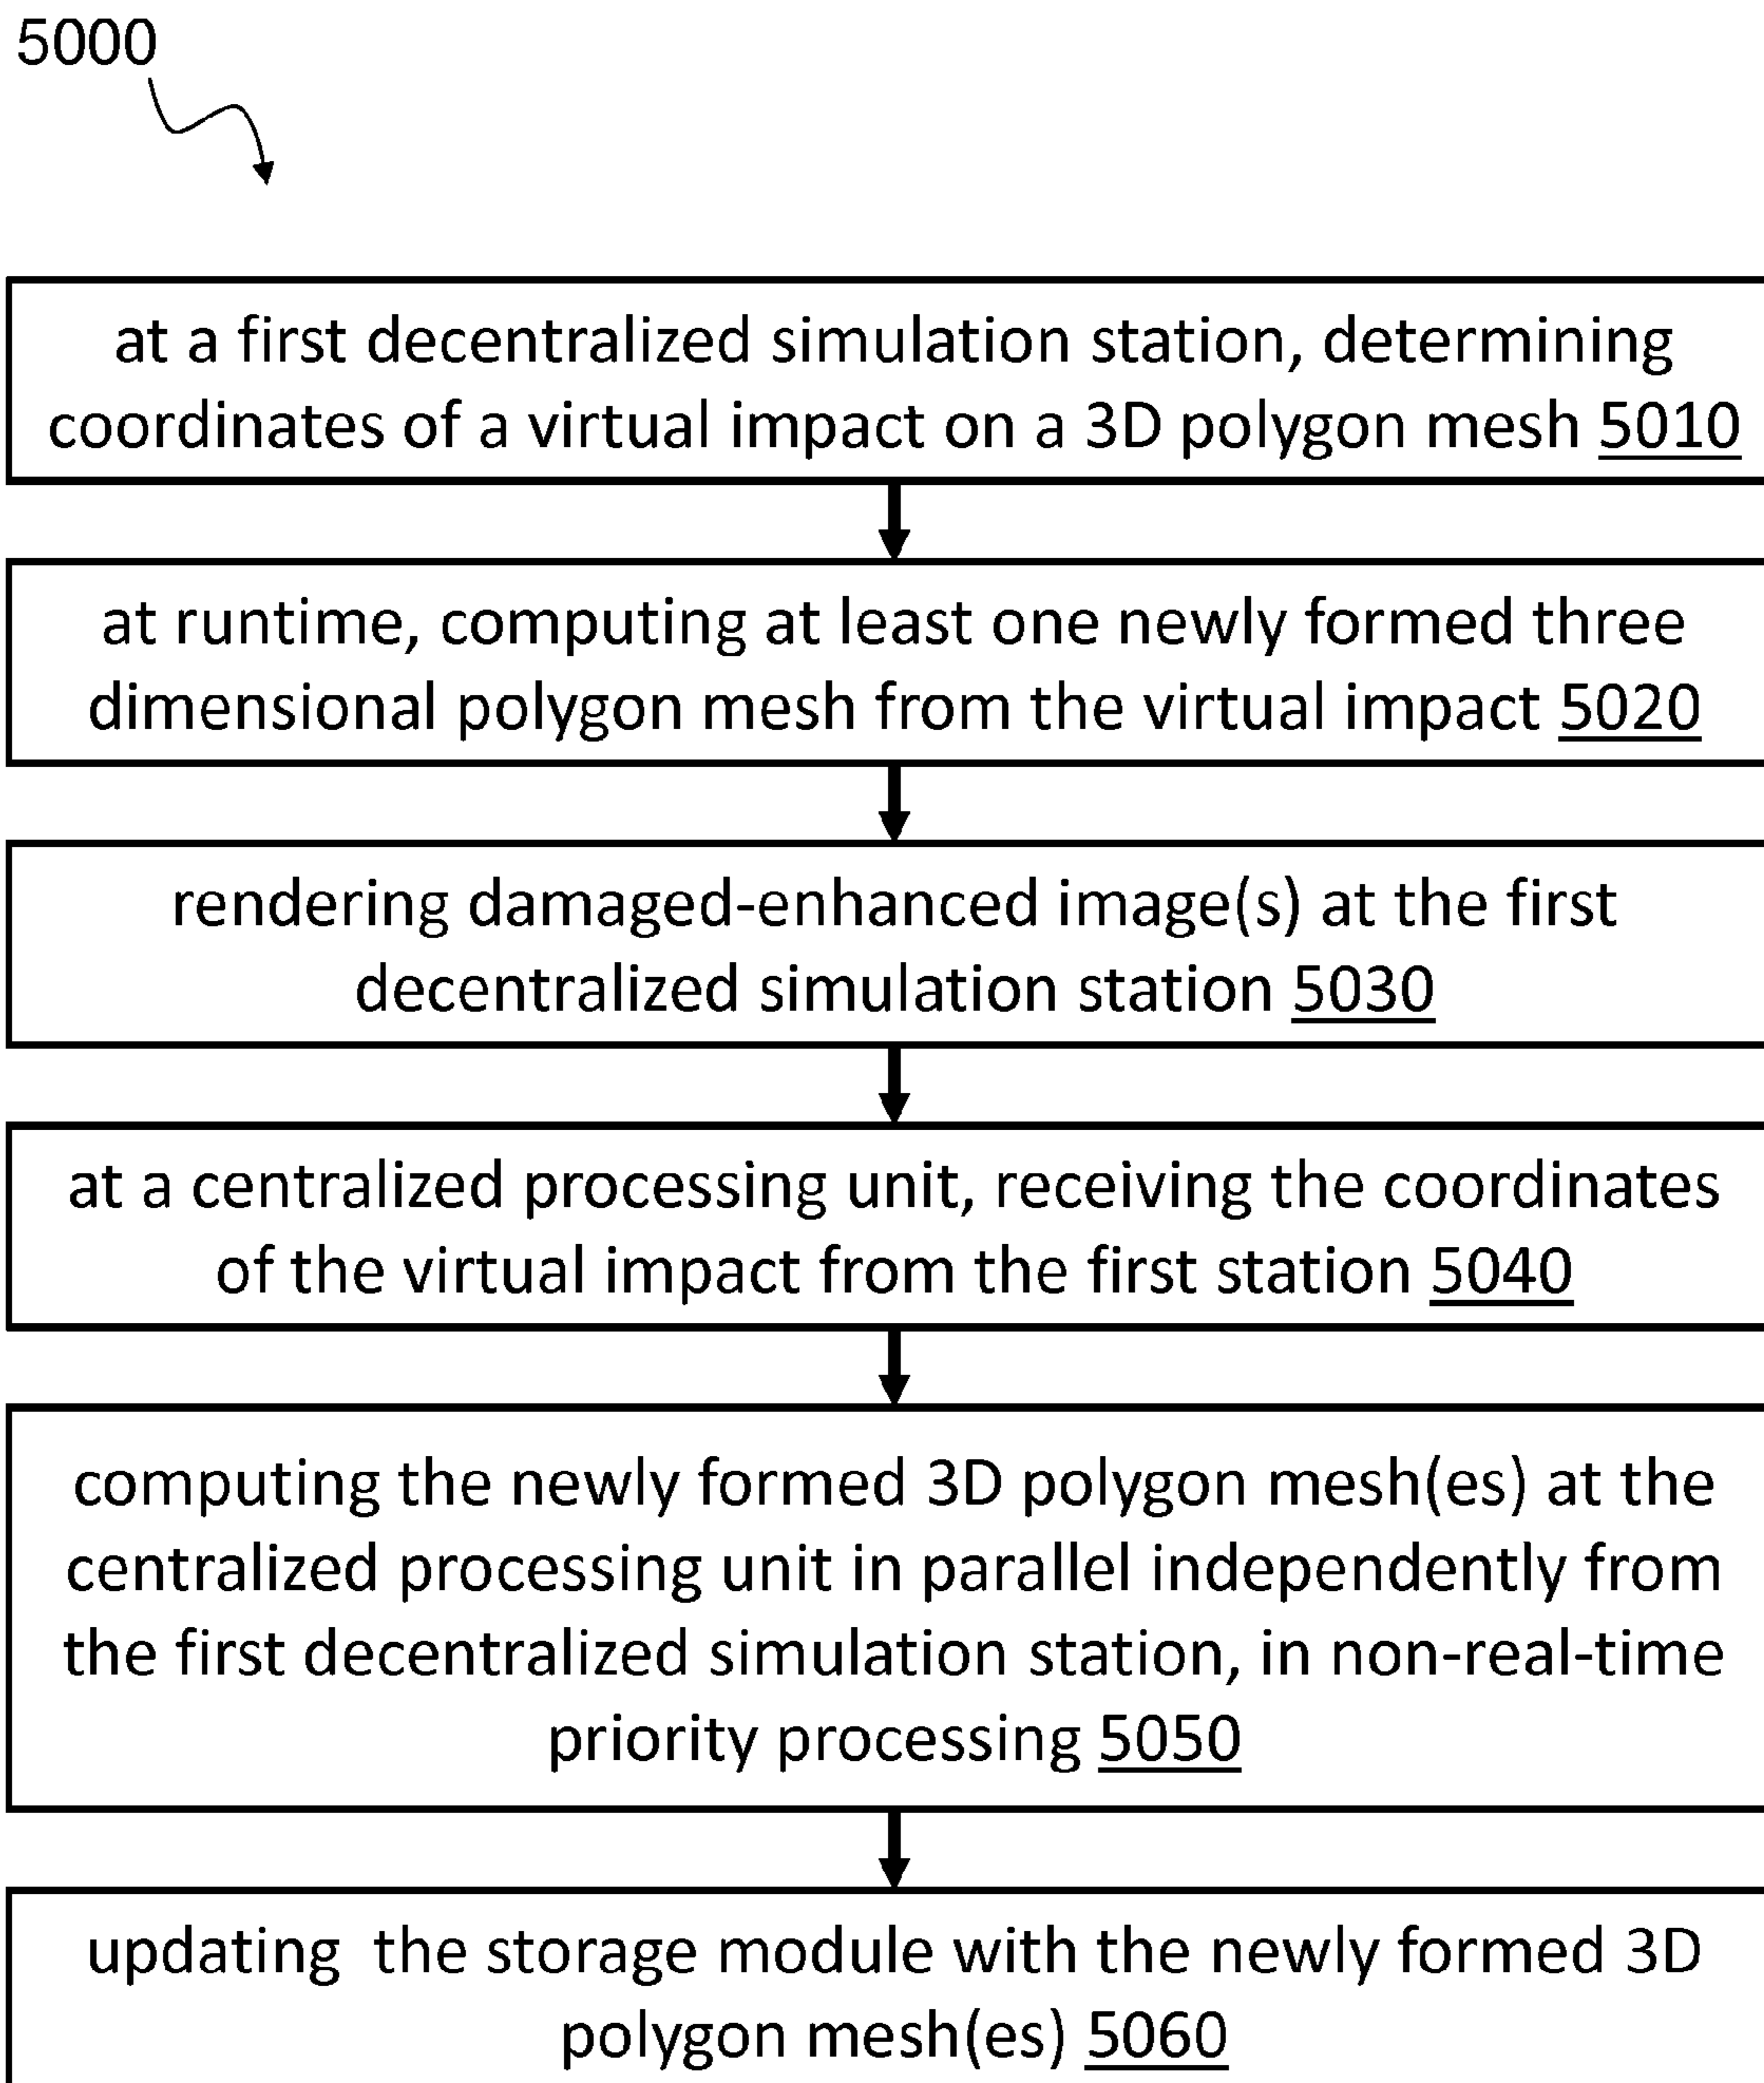 5000
at a first decentralized simulation station, determining
coordinates of a virtual impact on a 3D polygon mesh 5010
at runtime, computing at least one newly formed three
dimensional polygon mesh from the virtual impact 5020
rendering damaged-enhanced image(s) at the first
decentralized simulation station 5030
at a centralized processing unit, receiving the coordinates
of the virtual impact from the first station 5040
computing the newly formed 3D polygon mesh(es) at the
centralized processing unit in parallel independently from
the first decentralized simulation station, in non-real-time
priority processing 5050
updating the storage module with the newly formed 3D
polygon mesh(es) 5060